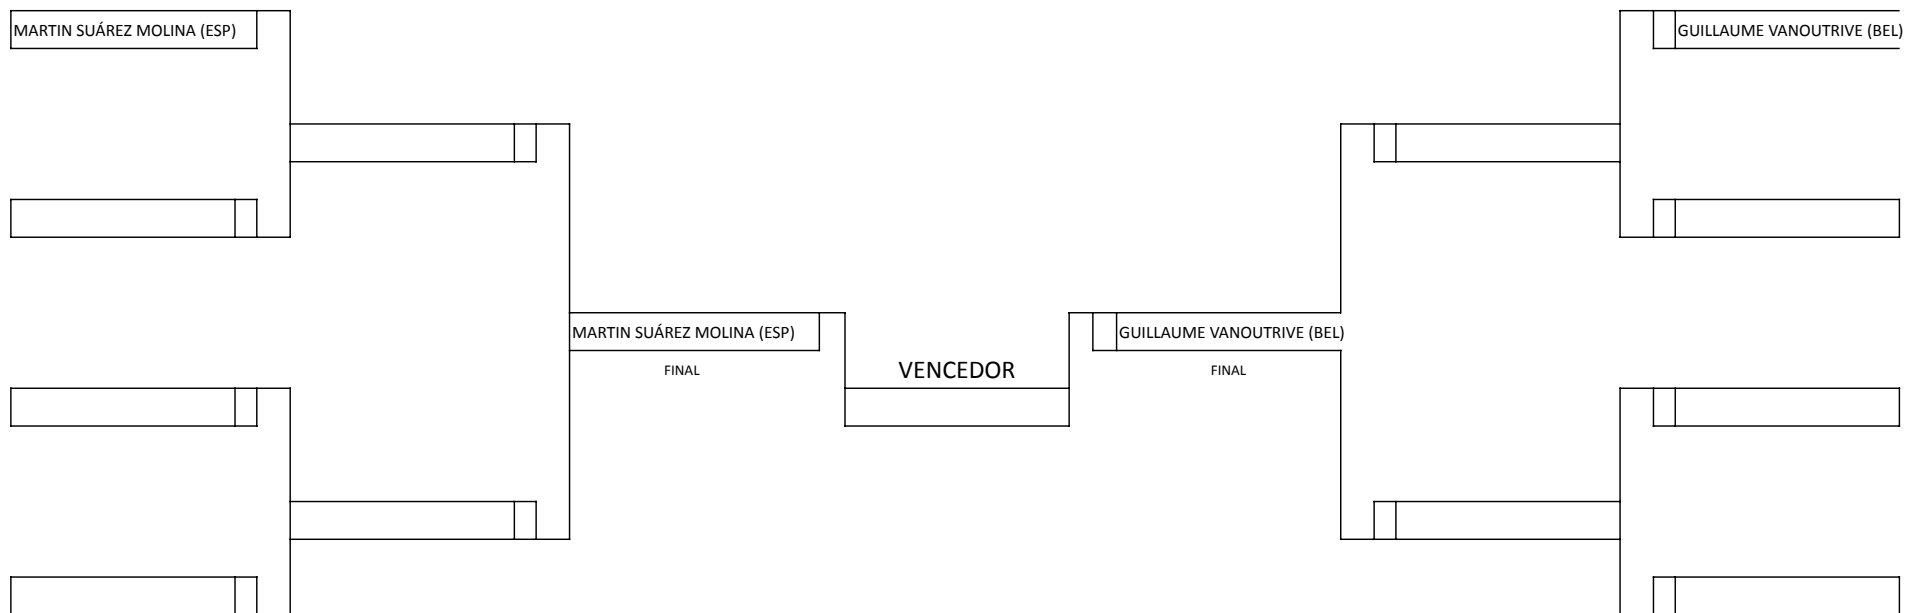 MARTIN SUÁREZ MOLINA (ESP)
GUILLAUME VANOUTRIVE (BEL)
MARTIN SUÁREZ MOLINA (ESP)
GUILLAUME VANOUTRIVE (BEL)
FINAL
VENCEDOR
FINAL